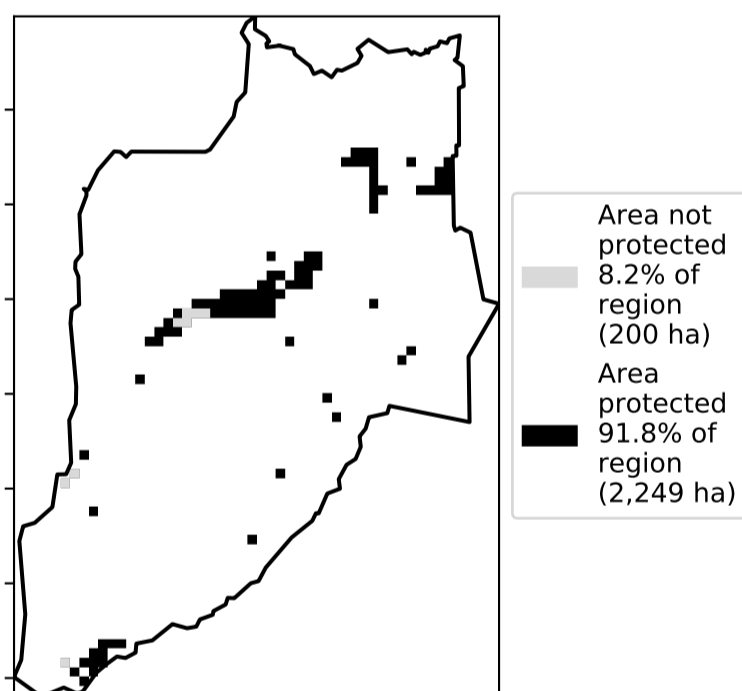 Area not
protected
8.2% of
region
(200 ha)
Area
protected
91.8% of
region
(2,249 ha)